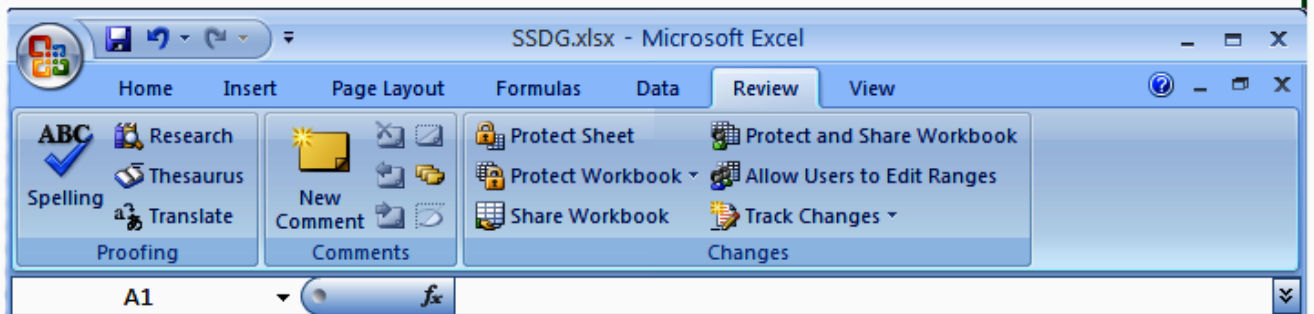 SSDG.xlsx - Microsoft Excel
Home Insert Page Layout Formulas Data Review View
ABC Research Protect Sheet Protect and Share Workbook
Thesaurus Protect Workbook Allow Users to Edit Ranges
Spelling New
Translate Comment Share Workbook Track Changes
Proofing Comments Changes
A1 fx